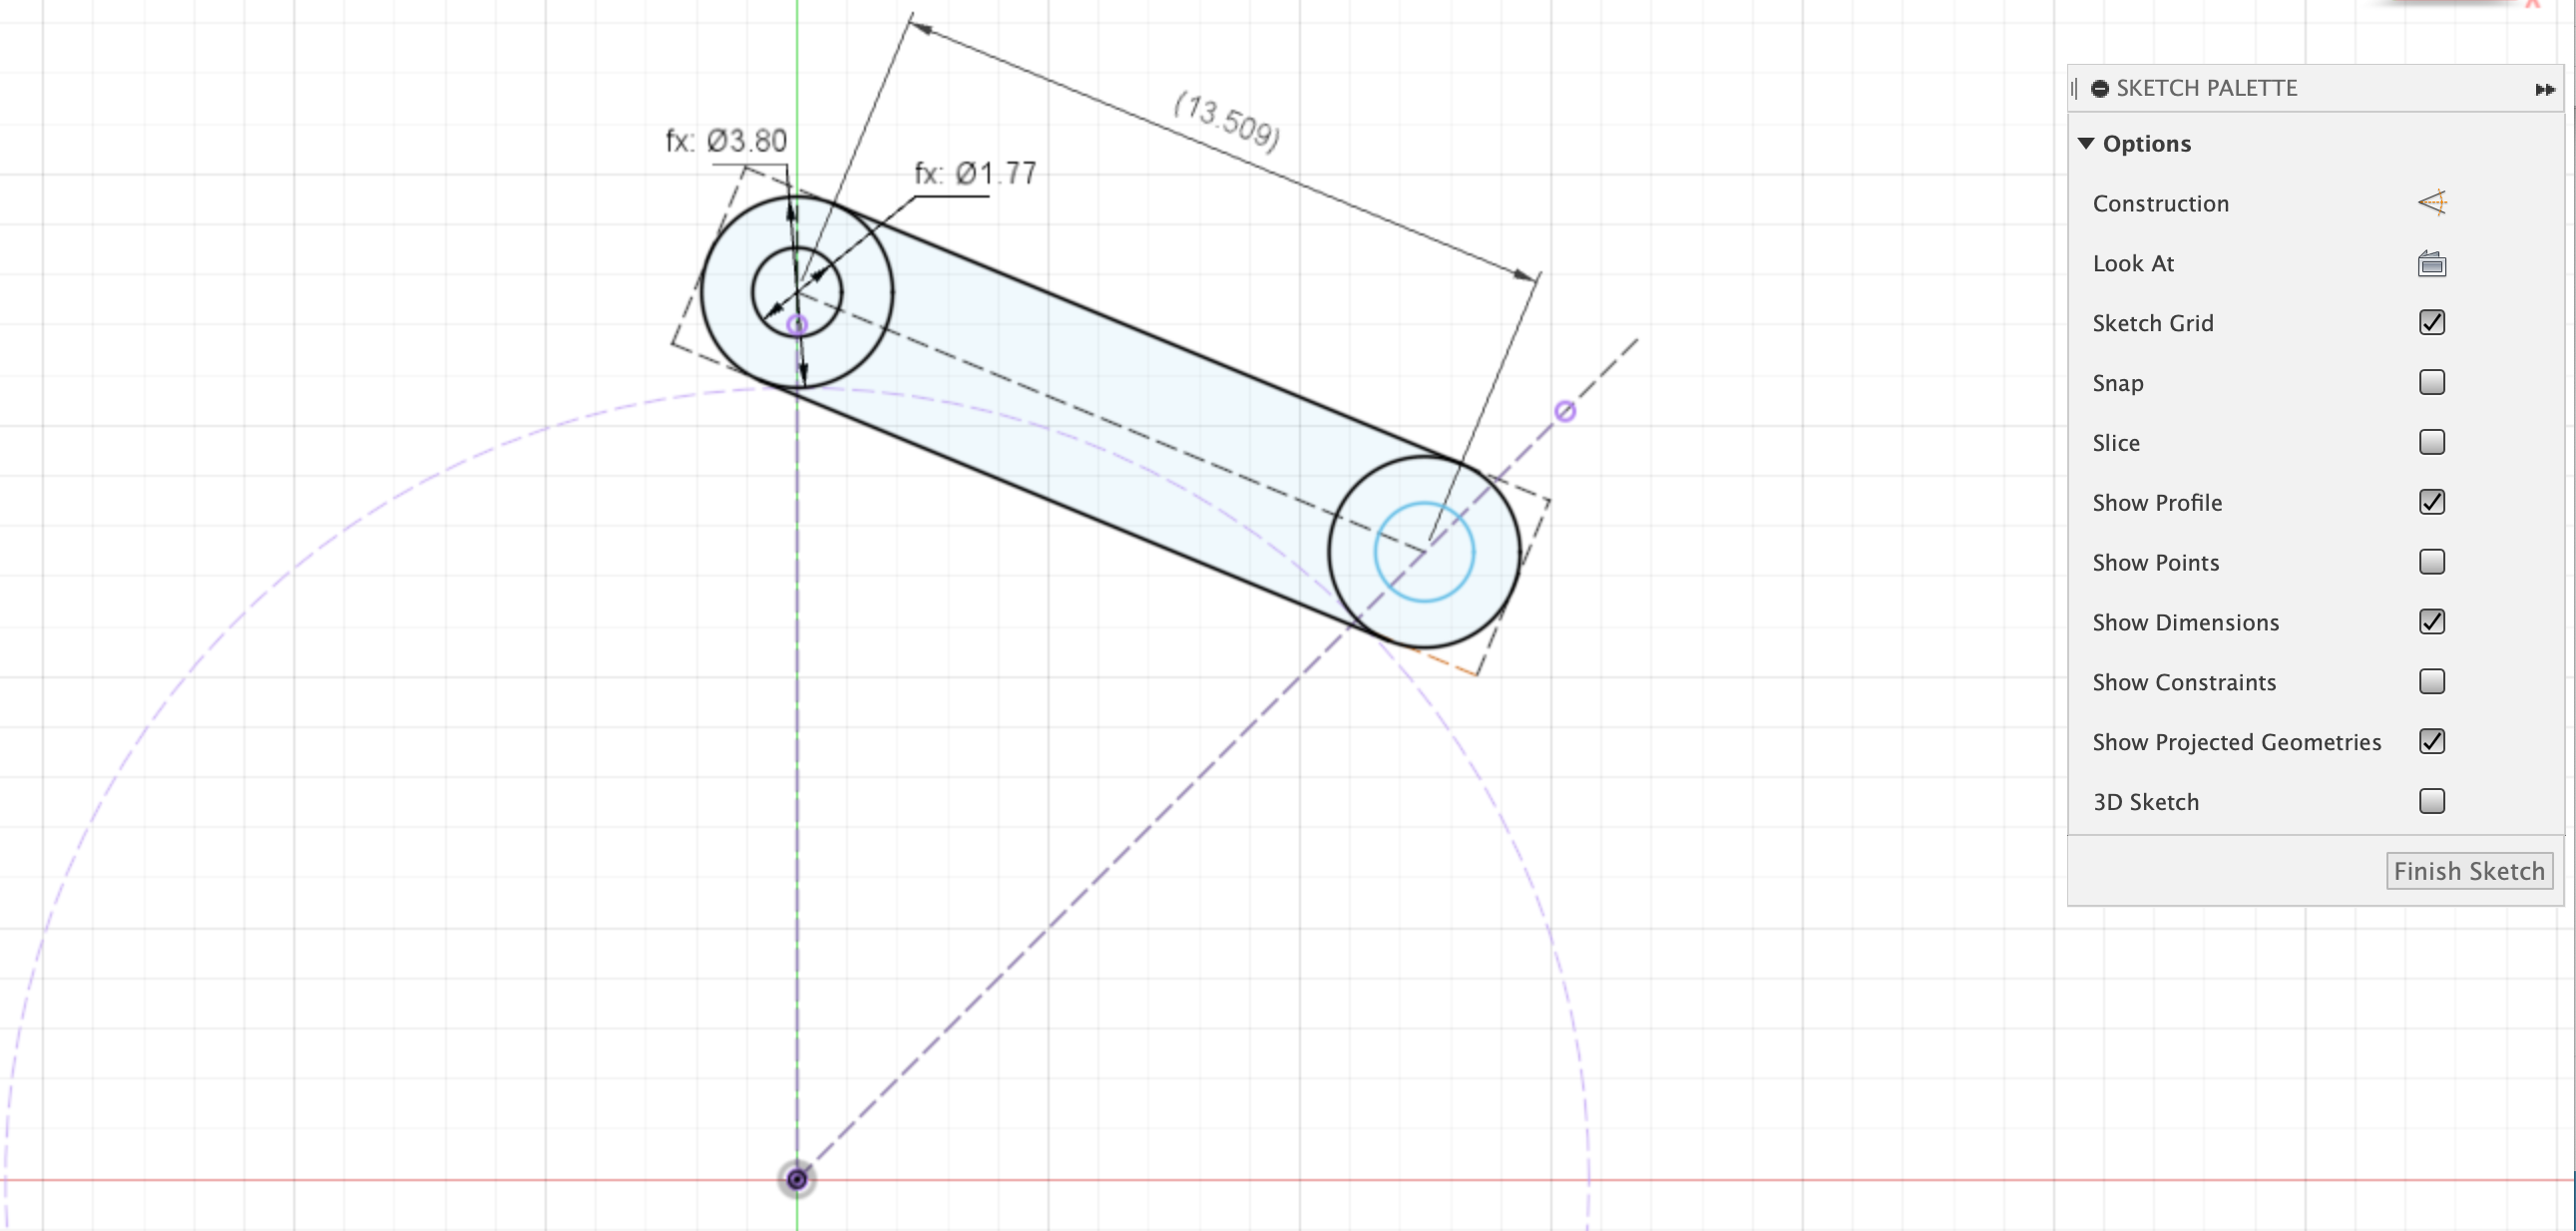 (13.509)
fx: Ø3.80
fx: Ø1.77
SKETCH PALETTE
Options
Construction
Look At
Sketch Grid
Snap
Slice
Show Profile
Show Points
Show Dimensions
Show Constraints
Show Projected Geometries
3D Sketch
Finish Sketch